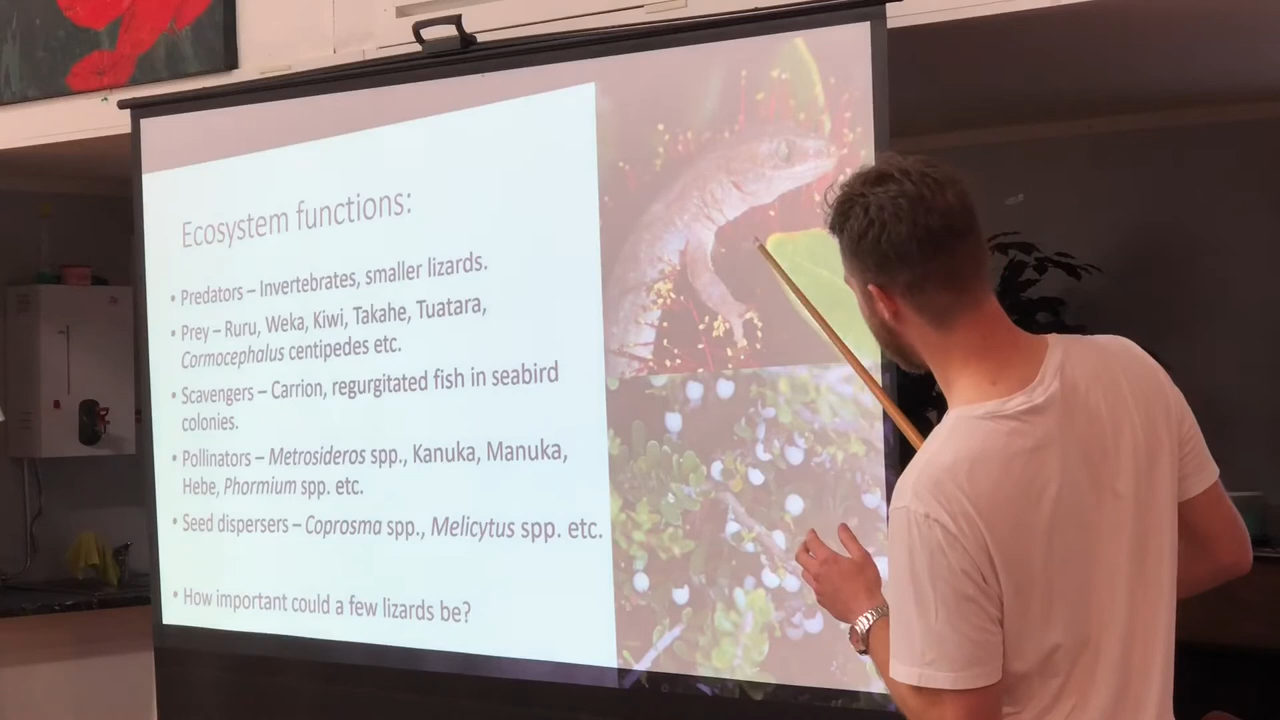 Ecosystem functions:
• Predators – Invertebrates, smaller lizards.
• Prey – Ruru, Weka, Kiwi, Takahe, Tuatara,
Cormocephalus centipedes etc.
• Scavengers – Carrion, regurgitated fish in seabird
colonies.
• Pollinators – Metrosideros spp., Kanuka, Manuka,
Hebe, Phormium spp. etc.
• Seed dispersers – Coprosma spp., Melicytus spp. etc.
• How important could a few lizards be?